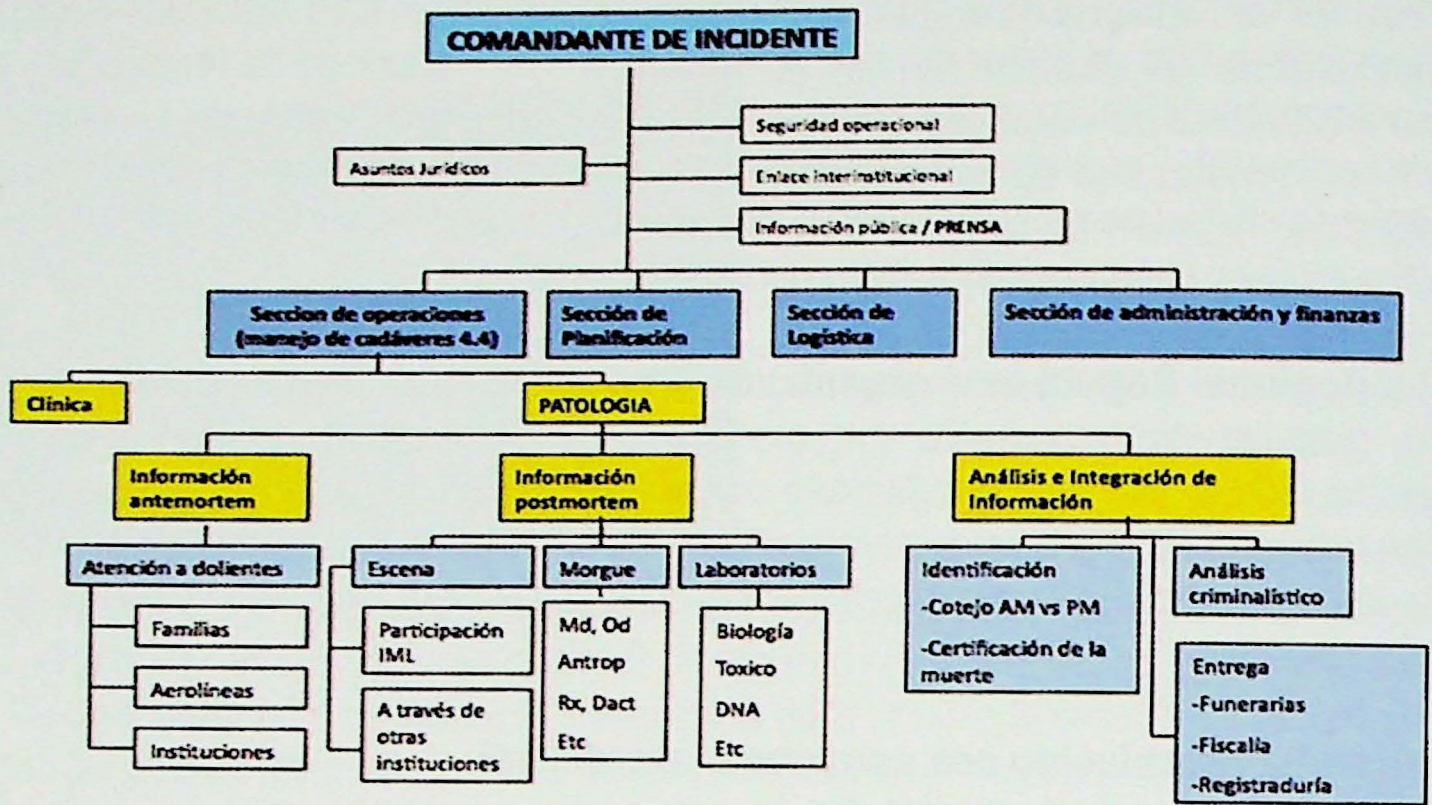 COMANDANTE DE INCIDENTE
Seguridad operacional
Asuntos Jurídicos
Enlace interinstitucional
Información pública / PRENSA
Seccion de operaciones
(manejo de cadáveres 4.4)
Sección de
Planificación
Sección de
Logística
Sección de administración y finanzas
Clínica
PATOLOGIA
Información
antemortem
Información
postmortem
Análisis e Integración de
Información
Atención a dolientes
Familias
Aerolíneas
Instituciones
Escena
Participación
IML
A través de
otras
instituciones
Morgue
Md, Od
Antrop
Rx, Dact
Etc
Laboratorios
Biología
Toxico
DNA
Etc
Identificación
-Cotejo AM vs PM
-Certificación de la
muerte
Análisis
criminalístico
Entrega
-Funerarias
-Fiscalía
-Registraduría